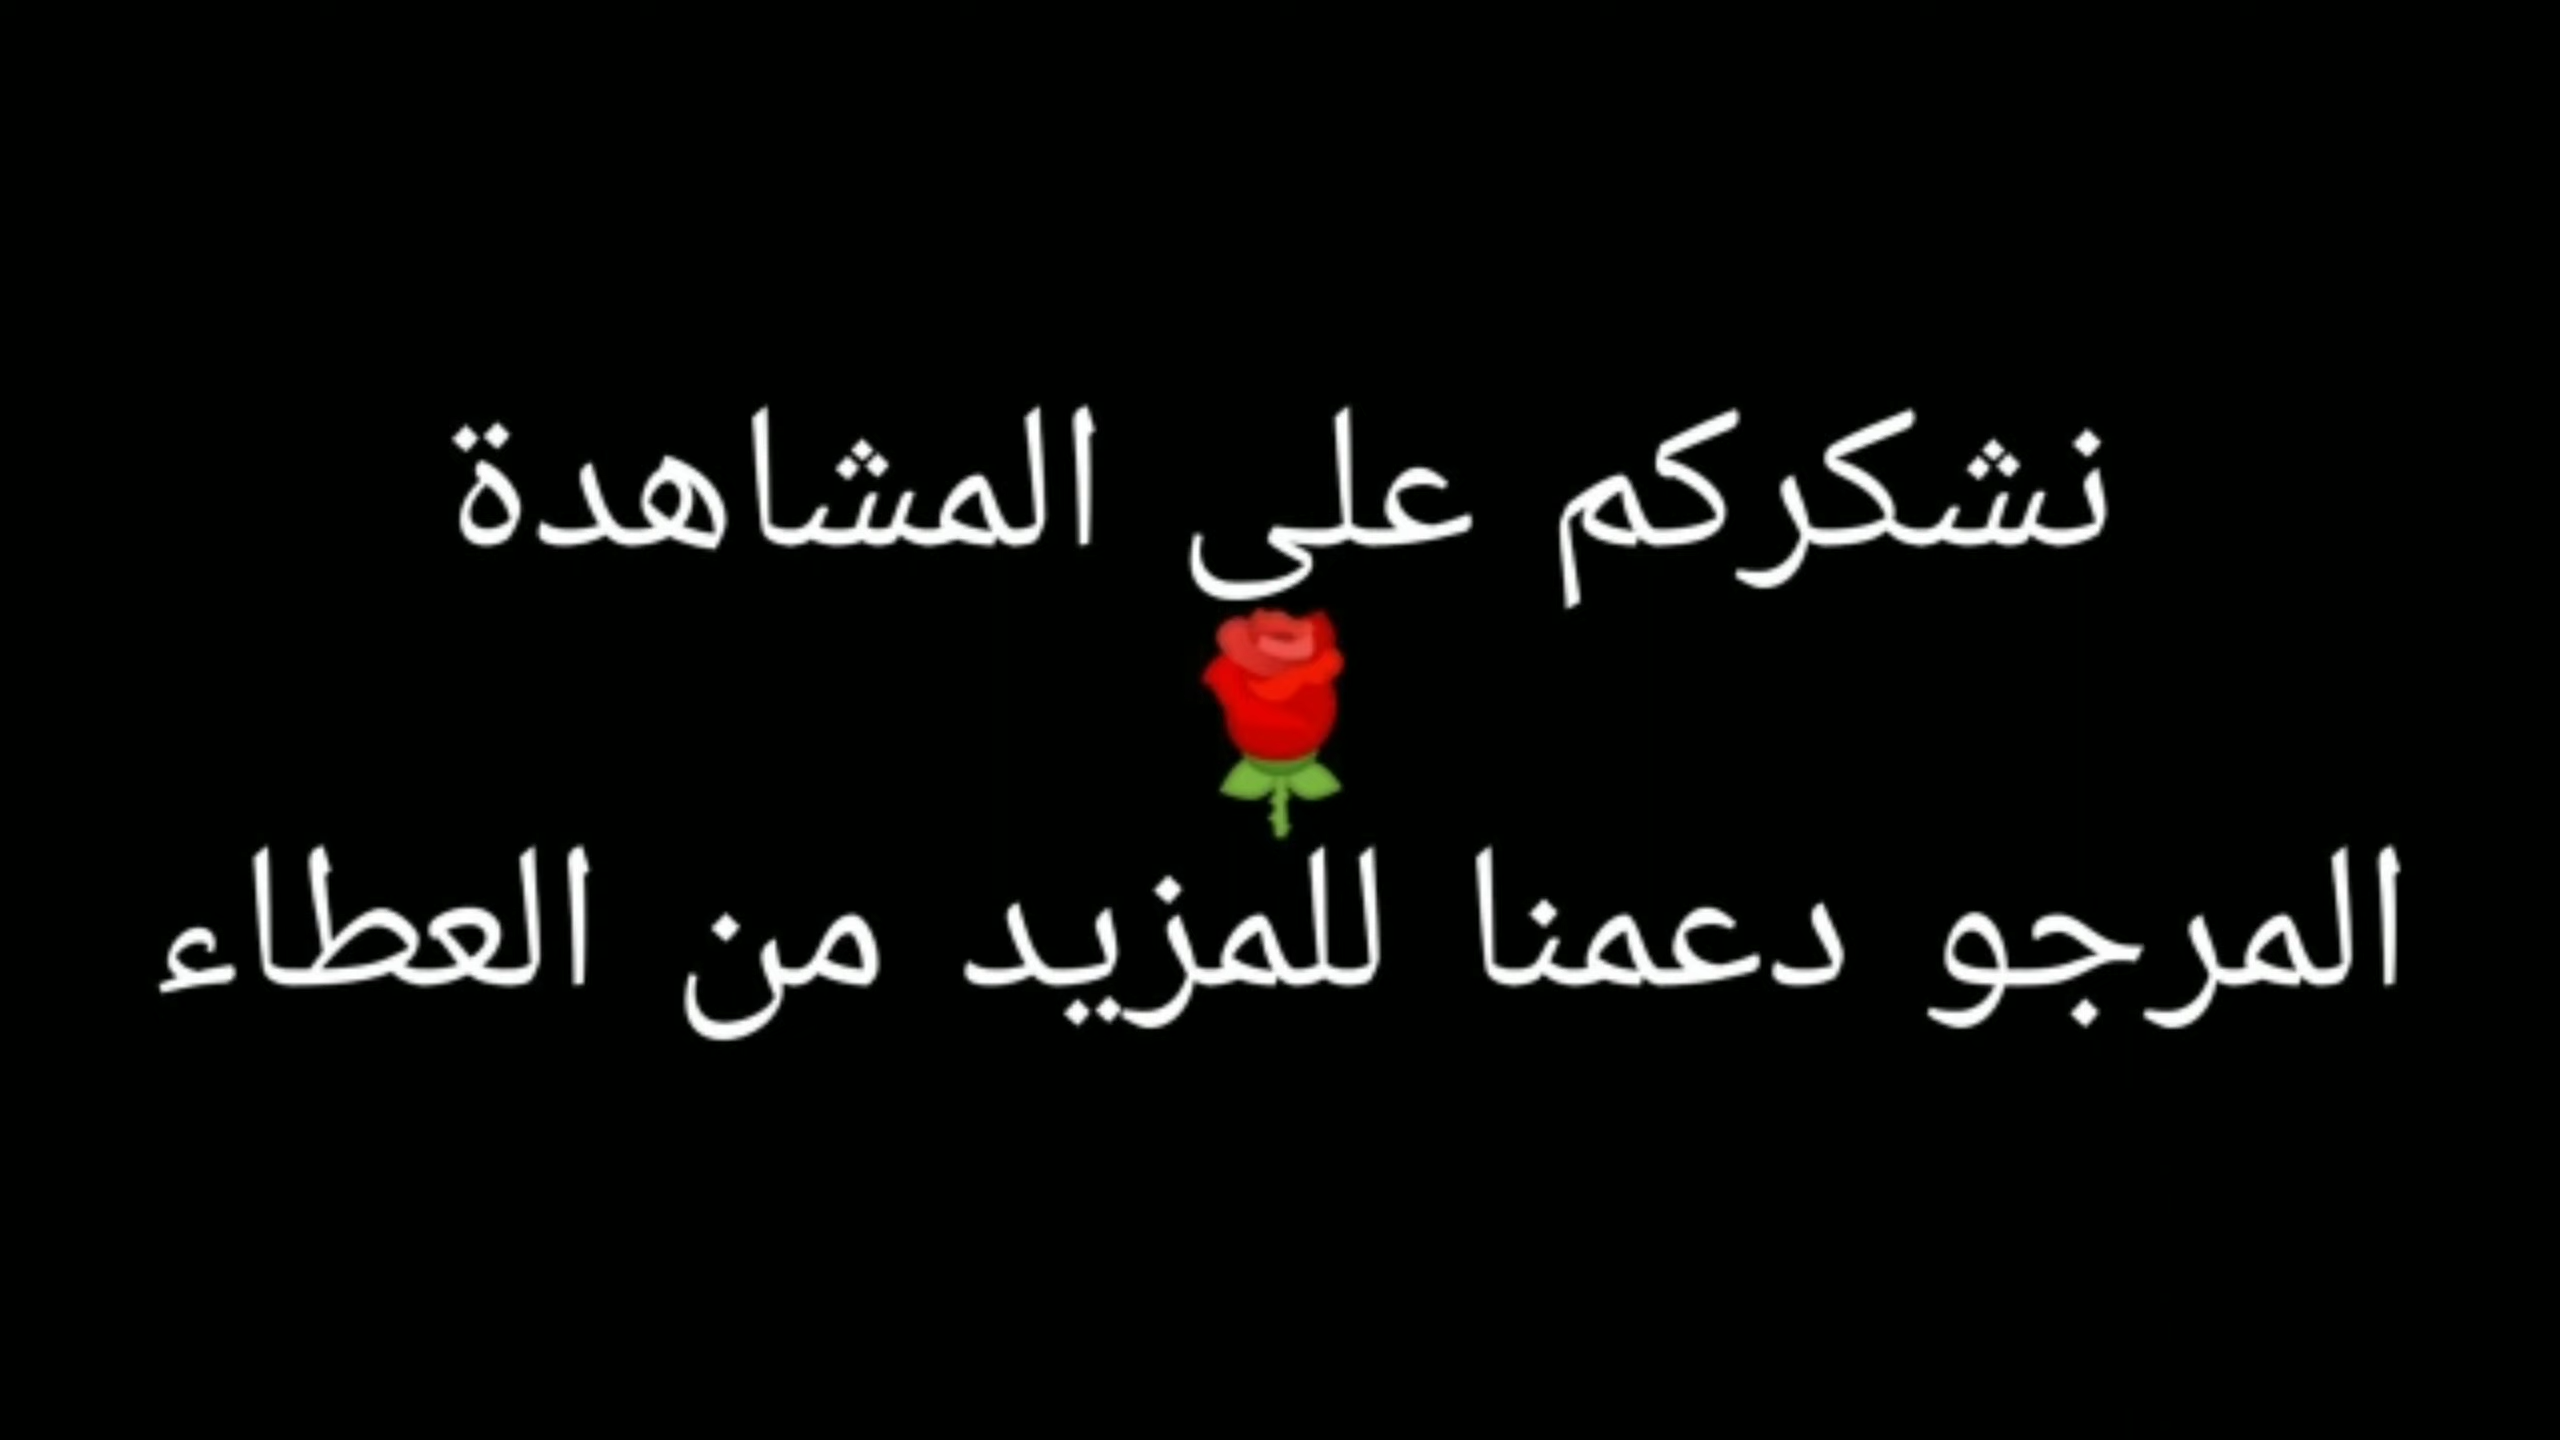 نشكركم على المشاهدة
🌹
المرجو دعمنا للمزيد من العطاء